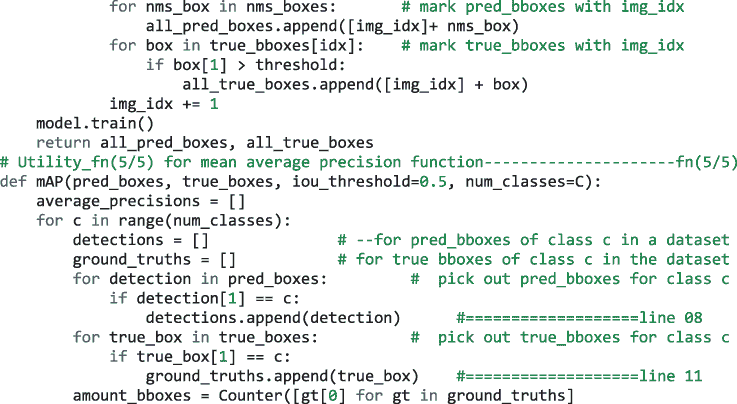 for nms_box in nms_boxes: # mark pred_bboxes with img_idx
all_pred_boxes.append([img_idx]+ nms_box)
for box in true_bboxes[idx]: # mark true_bboxes with img_idx
if box[1] > threshold:
all_true_boxes.append([img_idx] + box)
img_idx += 1
model.train()
return all_pred_boxes, all_true_boxes
# Utility_fn(5/5) for mean average precision function---------------------fn(5/5)
def mAP(pred_boxes, true_boxes, iou_threshold=0.5, num_classes=C):
average_precisions = []
for c in range(num_classes):
detections = [] # --for pred_bboxes of class c in a dataset
ground_truths = [] # for true bboxes of class c in the dataset
for detection in pred_boxes: # pick out pred_bboxes for class c
if detection[1] == c:
detections.append(detection) #===================line 08
for true_box in true_boxes: # pick out true_bboxes for class c
if true_box[1] == c:
ground_truths.append(true_box) #===================line 11
amount_bboxes = Counter([gt[0] for gt in ground_truths]